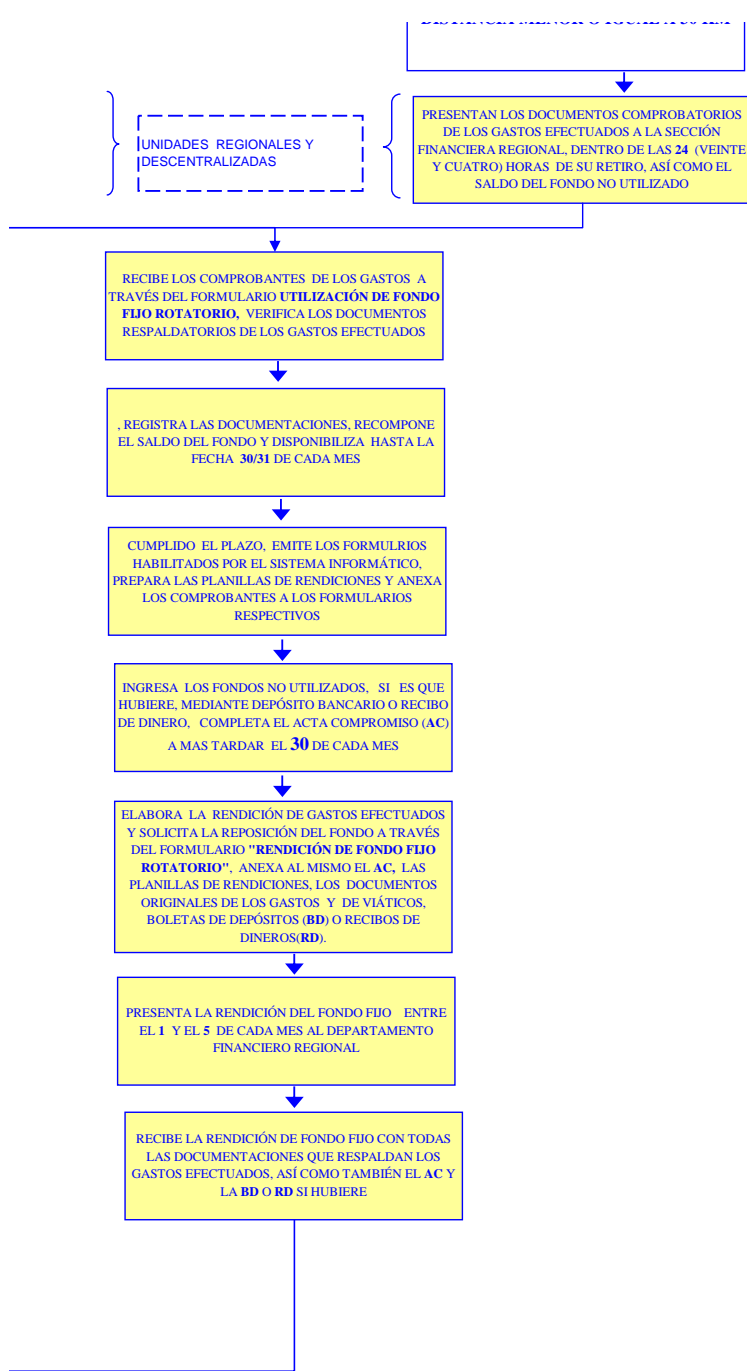 DISTANCIA MENOR O IGUAL A 50 KM
PRESENTAN LOS DOCUMENTOS COMPROBATORIOS
DE LOS GASTOS EFECTUADOS A LA SECCIÓN
FINANCIERA REGIONAL, DENTRO DE LAS 24 (VEINTE
Y CUATRO) HORAS DE SU RETIRO, ASÍ COMO EL
SALDO DEL FONDO NO UTILIZADO
UNIDADES REGIONALES Y
DESCENTRALIZADAS
RECIBE LOS COMPROBANTES DE LOS GASTOS A
TRAVÉS DEL FORMULARIO UTILIZACIÓN DE FONDO
FIJO ROTATORIO, VERIFICA LOS DOCUMENTOS
RESPALDATORIOS DE LOS GASTOS EFECTUADOS
, REGISTRA LAS DOCUMENTACIONES, RECOMPONE
EL SALDO DEL FONDO Y DISPONIBILIZA HASTA LA
FECHA 30/31 DE CADA MES
CUMPLIDO EL PLAZO, EMITE LOS FORMULRIOS
HABILITADOS POR EL SISTEMA INFORMÁTICO,
PREPARA LAS PLANILLAS DE RENDICIONES Y ANEXA
LOS COMPROBANTES A LOS FORMULARIOS
RESPECTIVOS
INGRESA LOS FONDOS NO UTILIZADOS, SI ES QUE
HUBIERE, MEDIANTE DEPÓSITO BANCARIO O RECIBO
DE DINERO, COMPLETA EL ACTA COMPROMISO (AC)
A MAS TARDAR EL 30 DE CADA MES
ELABORA LA RENDICIÓN DE GASTOS EFECTUADOS
Y SOLICITA LA REPOSICIÓN DEL FONDO A TRAVÉS
DEL FORMULARIO "RENDICIÓN DE FONDO FIJO
ROTATORIO", ANEXA AL MISMO EL AC, LAS
PLANILLAS DE RENDICIONES, LOS DOCUMENTOS
ORIGINALES DE LOS GASTOS Y DE VIÁTICOS,
BOLETAS DE DEPÓSITOS (BD) O RECIBOS DE
DINEROS(RD).
PRESENTA LA RENDICIÓN DEL FONDO FIJO ENTRE
EL 1 Y EL 5 DE CADA MES AL DEPARTAMENTO
FINANCIERO REGIONAL
RECIBE LA RENDICIÓN DE FONDO FIJO CON TODAS
LAS DOCUMENTACIONES QUE RESPALDAN LOS
GASTOS EFECTUADOS, ASÍ COMO TAMBIÉN EL AC Y
LA BD O RD SI HUBIERE